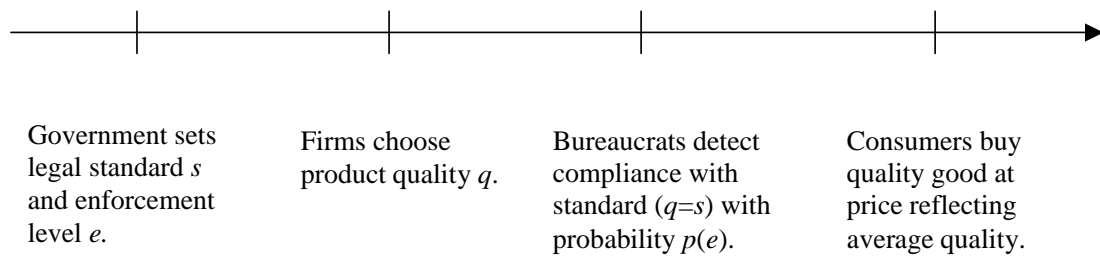 Government sets
legal standard s
and enforcement
level e.
Firms choose
product quality q.
Bureaucrats detect
compliance with
standard (q=s) with
probability p(e).
Consumers buy
quality good at
price reflecting
average quality.